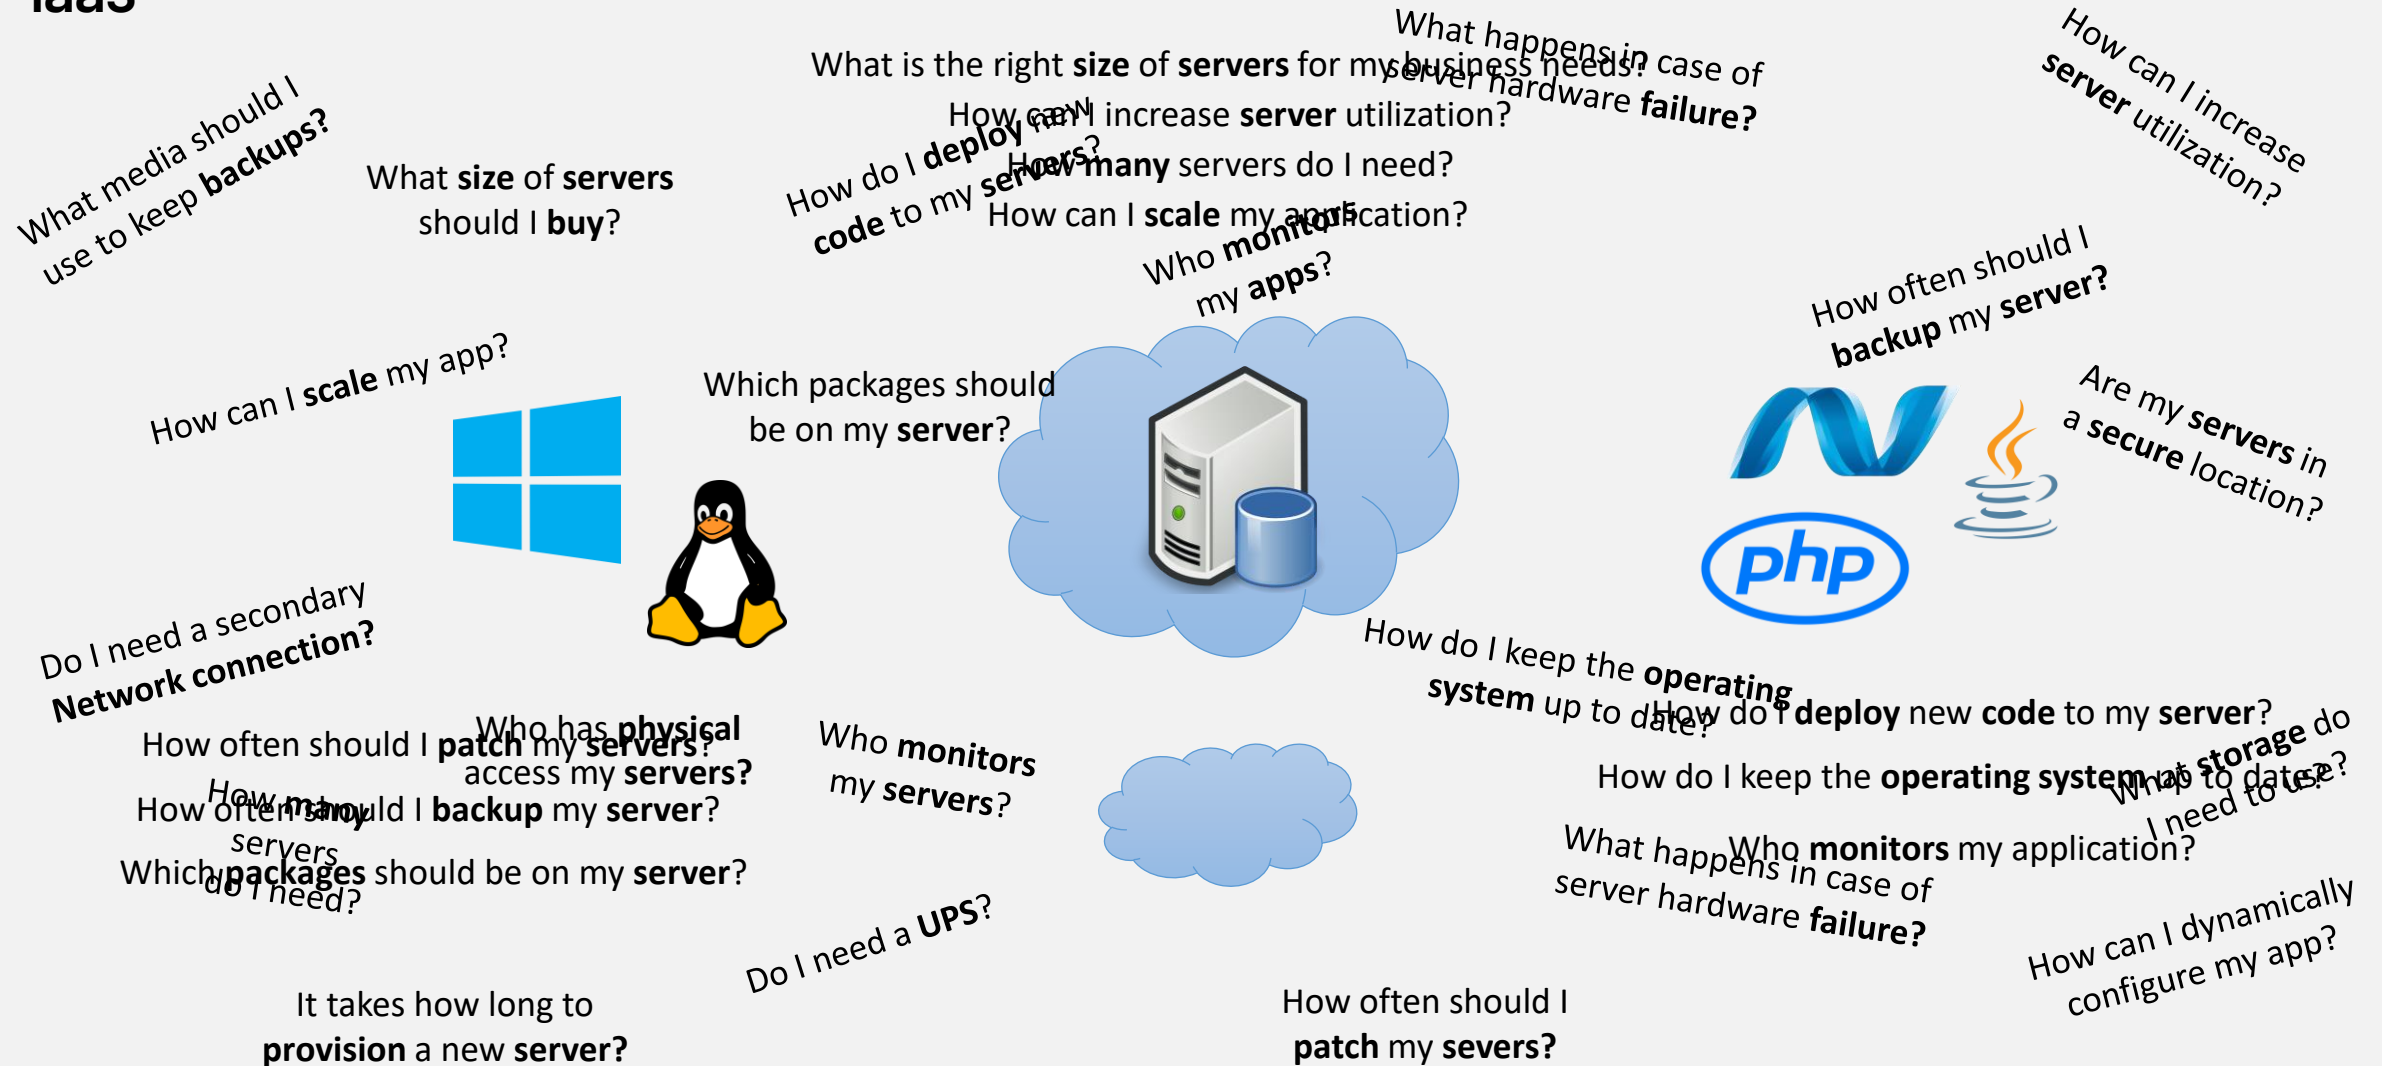 IaaS
What happens in case of
server hardware failure?
How can I increase
server utilization?
What is the right size of servers for my business needs?
How can I increase server utilization?
How many servers do I need?
How can I scale my application?
What media should I
use to keep backups?
What size of servers
should I buy?
How do I deploy new
code to my servers?
Who monitors
my apps?
How often should I
backup my server?
How can I scale my app?
Which packages should
be on my server?
Are my servers in
a secure location?
php
Do I need a secondary
Network connection?
How do I keep the operating
system up to date?
How often should I patch my servers?
How often should I backup my server?
Which packages should be on my server?
Who has physical
access my servers?
How many
servers
do I need?
Who monitors
my servers?
How do I deploy new code to my server?
How do I keep the operating system up to date?
Who monitors my application?
What storage do
I need to use?
What happens in case of
server hardware failure?
Do I need a UPS?
How can I dynamically
configure my app?
It takes how long to
provision a new server?
How often should I
patch my severs?